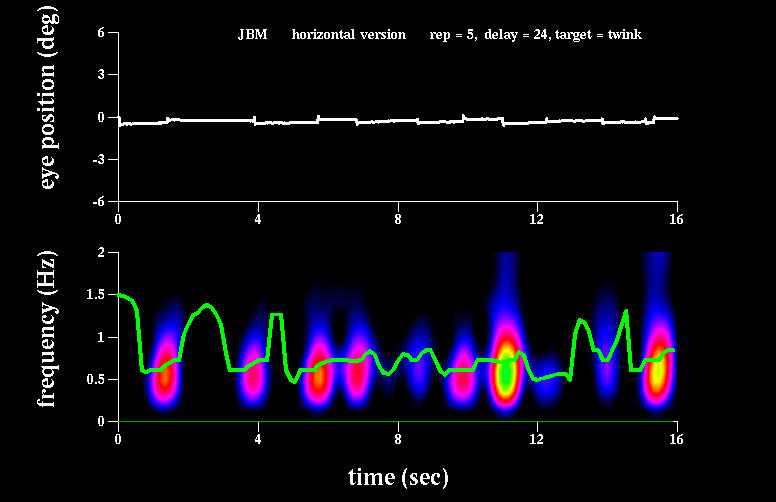 JBM horizontal version rep = 5, delay = 24, target = twink
eye position (deg)
6
3
0
-3
-6
0 4 8 12 16
frequency (Hz)
2
1.5
1
0.5
0
0 4 8 12 16
time (sec)